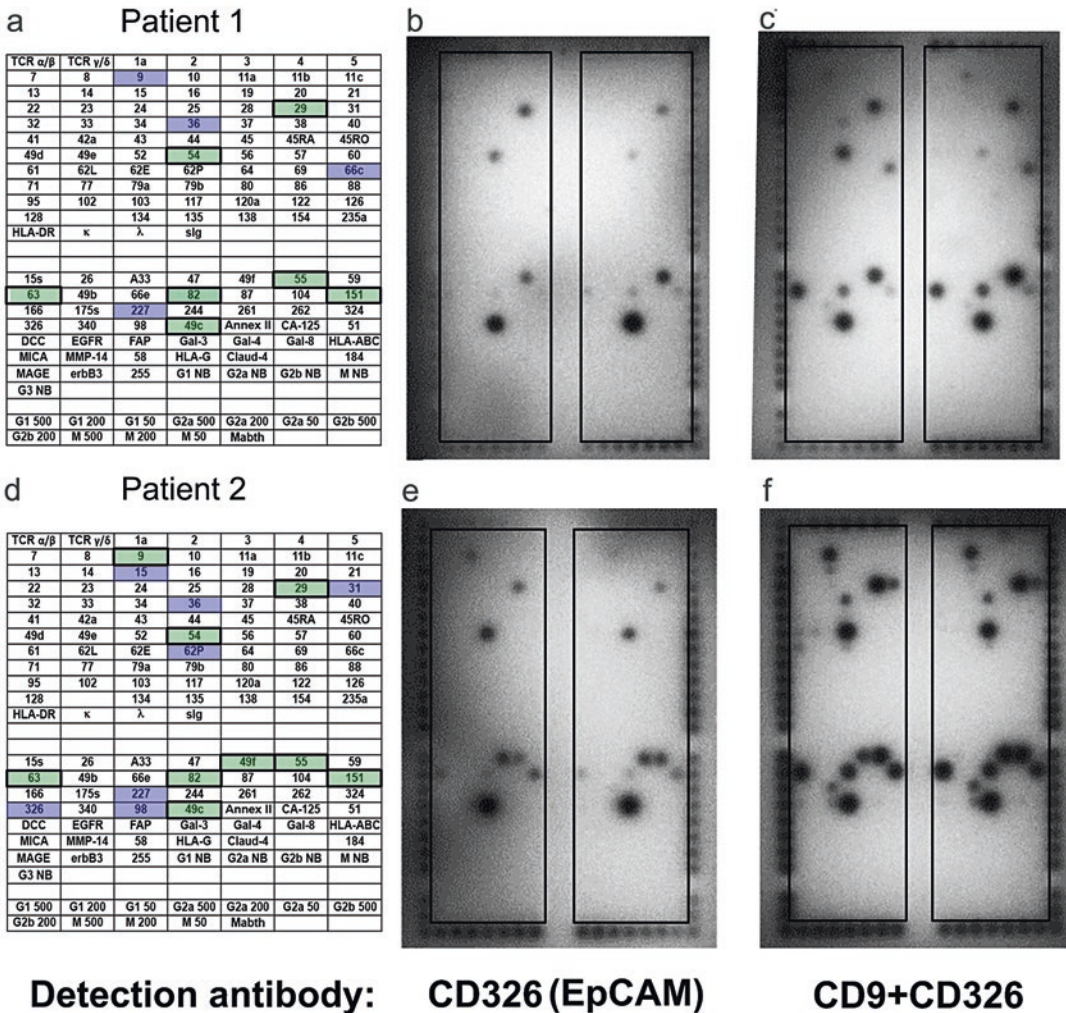 a Patient 1 b c
TCR α/β TCR γ/δ 1a 2 3 4 5
7 8 9 10 11a 11b 11c
13 14 15 16 19 20 21
22 23 24 25 28 29 31
32 33 34 36 37 38 40
41 42a 43 44 45 45RA 45RO
49d 49e 52 54 56 57 60
61 62L 62E 62P 64 69 66c
71 77 79a 79b 80 86 88
95 102 103 117 120a 122 126
128 134 135 138 154 235a
HLA-DR κ λ sIg
15s 26 A33 47 49f 55 59
63 49b 66e 82 87 104 151
166 175s 227 244 261 262 324
326 340 98 49c Annex II CA-125 51
DCC EGFR FAP Gal-3 Gal-4 Gal-8 HLA-ABC
MICA MMP-14 58 HLA-G Claud-4 184
MAGE erbB3 255 G1 NB G2a NB G2b NB M NB
G3 NB
G1 500 G1 200 G1 50 G2a 500 G2a 200 G2a 50 G2b 500
G2b 200 M 500 M 200 M 50 Mabth
d Patient 2 e f
TCR α/β TCR γ/δ 1a 2 3 4 5
7 8 9 10 11a 11b 11c
13 14 15 16 19 20 21
22 23 24 25 28 29 31
32 33 34 36 37 38 40
41 42a 43 44 45 45RA 45RO
49d 49e 52 54 56 57 60
61 62L 62E 62P 64 69 66c
71 77 79a 79b 80 86 88
95 102 103 117 120a 122 126
128 134 135 138 154 235a
HLA-DR κ λ sIg
15s 26 A33 47 49f 55 59
63 49b 66e 82 87 104 151
166 175s 227 244 261 262 324
326 340 98 49c Annex II CA-125 51
DCC EGFR FAP Gal-3 Gal-4 Gal-8 HLA-ABC
MICA MMP-14 58 HLA-G Claud-4 184
MAGE erbB3 255 G1 NB G2a NB G2b NB M NB
G3 NB
G1 500 G1 200 G1 50 G2a 500 G2a 200 G2a 50 G2b 500
G2b 200 M 500 M 200 M 50 Mabth
Detection antibody: CD326 (EpCAM) CD9+CD326